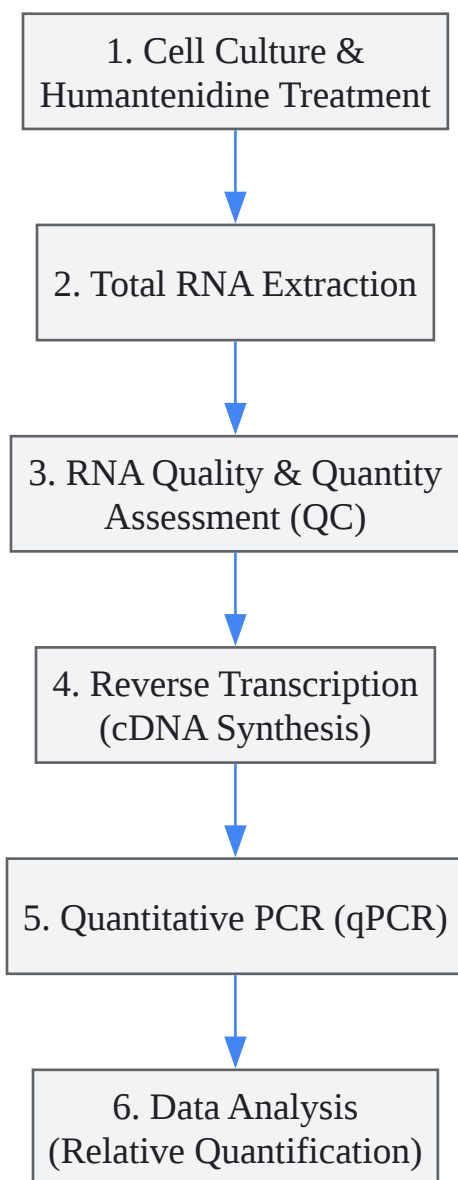 1. Cell Culture &
Humantenidine Treatment
2. Total RNA Extraction
3. RNA Quality & Quantity
Assessment (QC)
4. Reverse Transcription
(cDNA Synthesis)
5. Quantitative PCR (qPCR)
6. Data Analysis
(Relative Quantification)